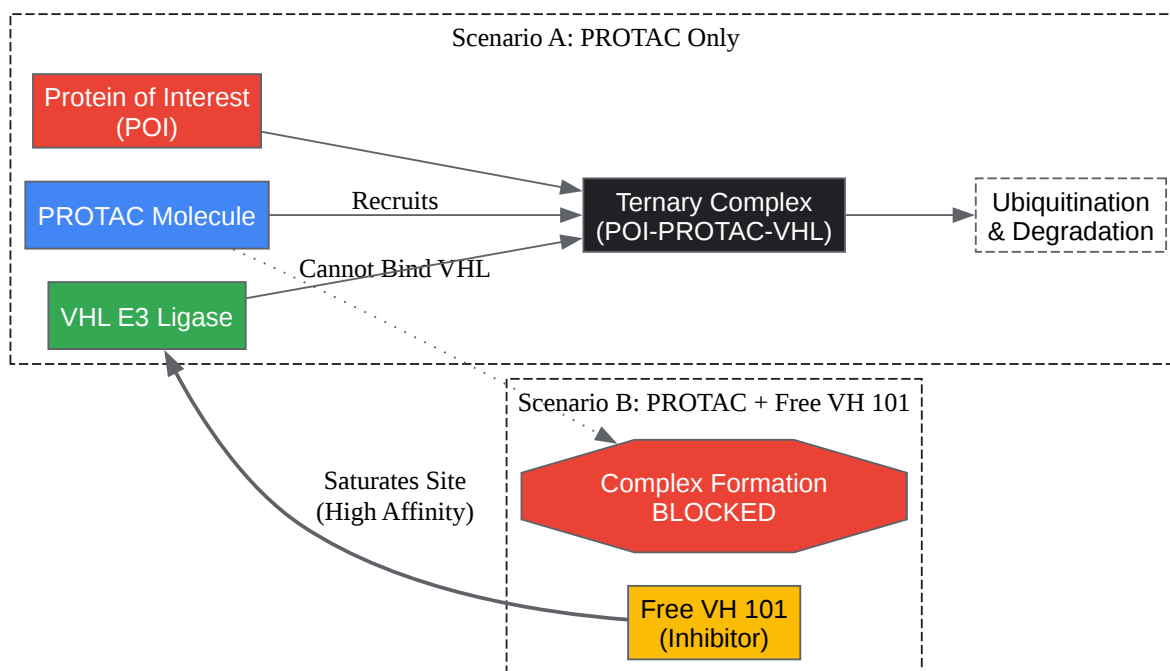 Scenario A: PROTAC Only
Protein of Interest
(POI)
PROTAC Molecule
Recruits
Ternary Complex
(POI-PROTAC-VHL)
Ubiquitination
& Degradation
Cannot Bind VHL
VHL E3 Ligase
Scenario B: PROTAC + Free VH 101
Saturates Site
(High Affinity)
Complex Formation
BLOCKED
Free VH 101
(Inhibitor)